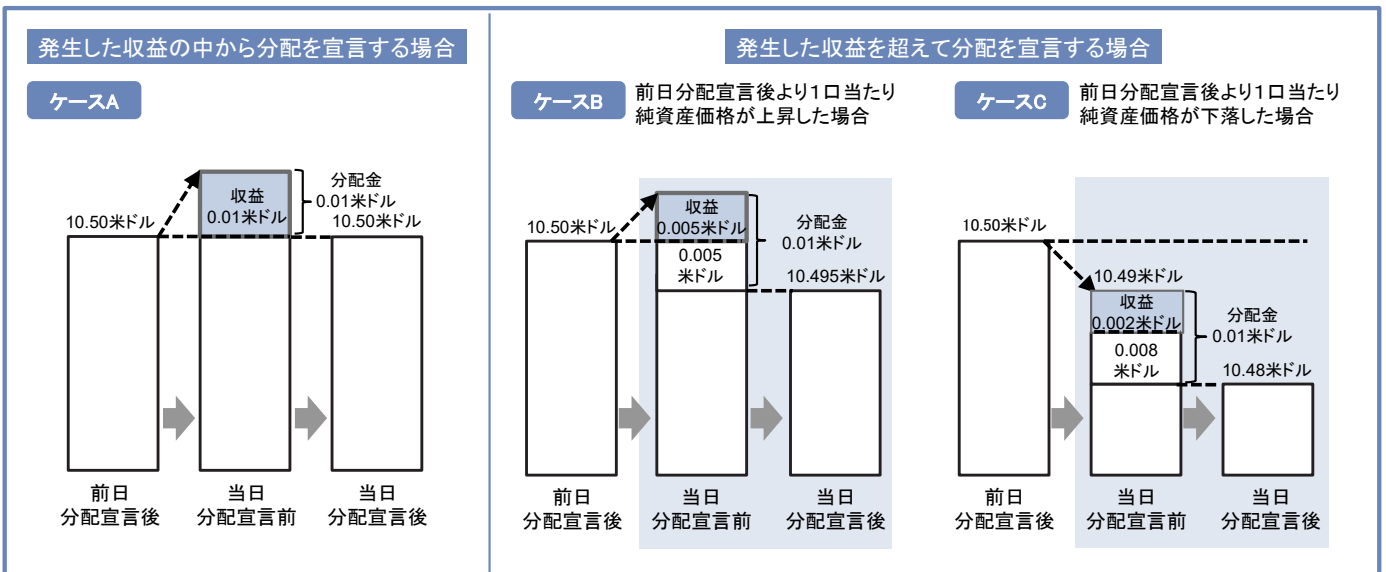 発生した収益の中から分配を宣言する場合
ケースA
10.50米ドル
収益
0.01米ドル
分配金
0.01米ドル
10.50米ドル
前日
分配宣言後
当日
分配宣言前
当日
分配宣言後
発生した収益を超えて分配を宣言する場合
ケースB
前日分配宣言後より1口当たり
純資産価格が上昇した場合
10.50米ドル
収益
0.005米ドル
0.005
米ドル
分配金
0.01米ドル
10.495米ドル
前日
分配宣言後
当日
分配宣言前
当日
分配宣言後
ケースC
前日分配宣言後より1口当たり
純資産価格が下落した場合
10.50米ドル
10.49米ドル
収益
0.002米ドル
0.008
米ドル
分配金
0.01米ドル
10.48米ドル
前日
分配宣言後
当日
分配宣言前
当日
分配宣言後